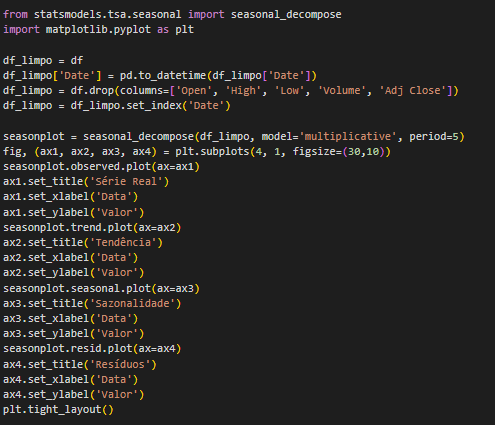 from statsmodels.tsa.seasonal import seasonal_decompose
import matplotlib.pyplot as plt
df_limpo = df
df_limpo['Date'] = pd.to_datetime(df_limpo['Date'])
df_limpo = df.drop(columns=['Open', 'High', 'Low', 'Volume', 'Adj Close'])
df_limpo = df_limpo.set_index('Date')
seasonplot = seasonal_decompose(df_limpo, model='multiplicative', period=5)
fig, (ax1, ax2, ax3, ax4) = plt.subplots(4, 1, figsize=(30,10))
seasonplot.observed.plot(ax=ax1)
ax1.set_title('Série Real')
ax1.set_xlabel('Data')
ax1.set_ylabel('Valor')
seasonplot.trend.plot(ax=ax2)
ax2.set_title('Tendência')
ax2.set_xlabel('Data')
ax2.set_ylabel('Valor')
seasonplot.seasonal.plot(ax=ax3)
ax3.set_title('Sazonalidade')
ax3.set_xlabel('Data')
ax3.set_ylabel('Valor')
seasonplot.resid.plot(ax=ax4)
ax4.set_title('Resíduos')
ax4.set_xlabel('Data')
ax4.set_ylabel('Valor')
plt.tight_layout()